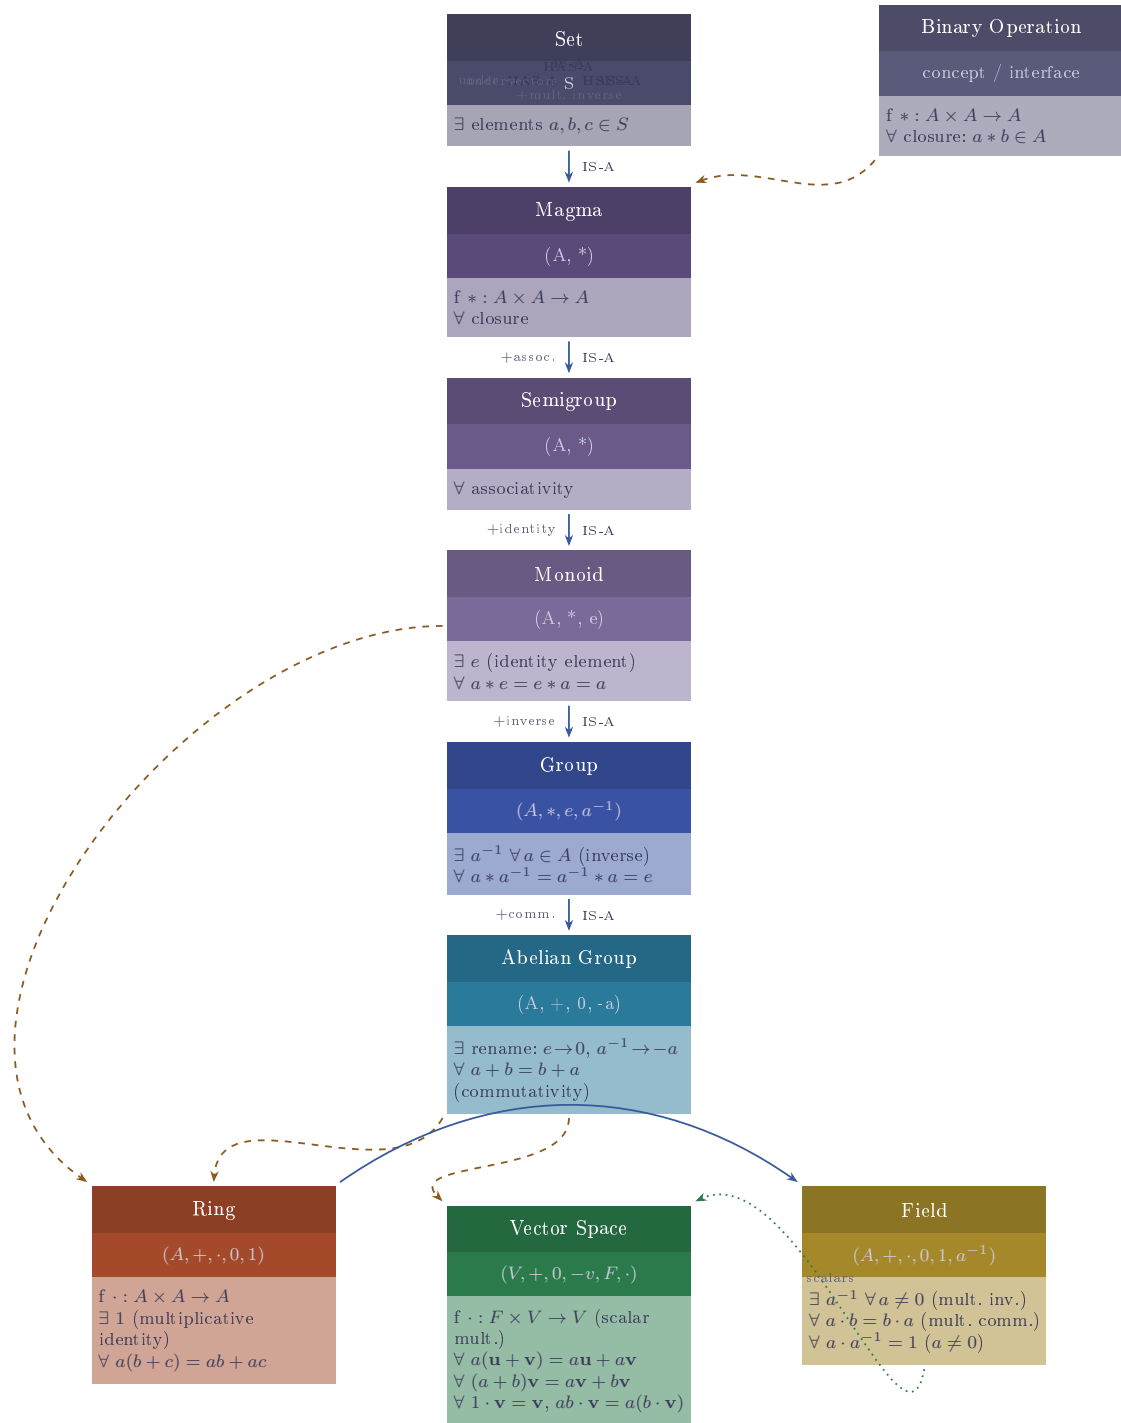 Set
S
+mult. inverse
∃ elements a, b, c ∈ S
Binary Operation
concept / interface
f ∗ : A × A → A
∀ closure: a ∗ b ∈ A
IS-A
Magma
(A, *)
f ∗ : A × A → A
∀ closure
+assoc. IS-A
Semigroup
(A, *)
∀ associativity
+identity IS-A
Monoid
(A, *, e)
∃ e (identity element)
∀ a ∗ e = e ∗ a = a
+inverse IS-A
Group
(A, ∗, e, a⁻¹)
∃ a⁻¹ ∀ a ∈ A (inverse)
∀ a ∗ a⁻¹ = a⁻¹ ∗ a = e
+comm. IS-A
Abelian Group
(A, +, 0, -a)
∃ rename: e→0, a⁻¹→−a
∀ a + b = b + a
(commutativity)
Ring
(A, +, ·, 0, 1)
f · : A × A → A
∃ 1 (multiplicative
identity)
∀ a(b + c) = ab + ac
Vector Space
(V, +, 0, −v, F, ·)
f · : F × V → V (scalar
mult.)
∀ a(u + v) = au + av
∀ (a + b)v = av + bv
∀ 1 · v = v, ab · v = a(b · v)
Field
(A, +, ·, 0, 1, a⁻¹)
scalars
∃ a⁻¹ ∀ a ≠ 0 (mult. inv.)
∀ a · b = b · a (mult. comm.)
∀ a · a⁻¹ = 1 (a ≠ 0)